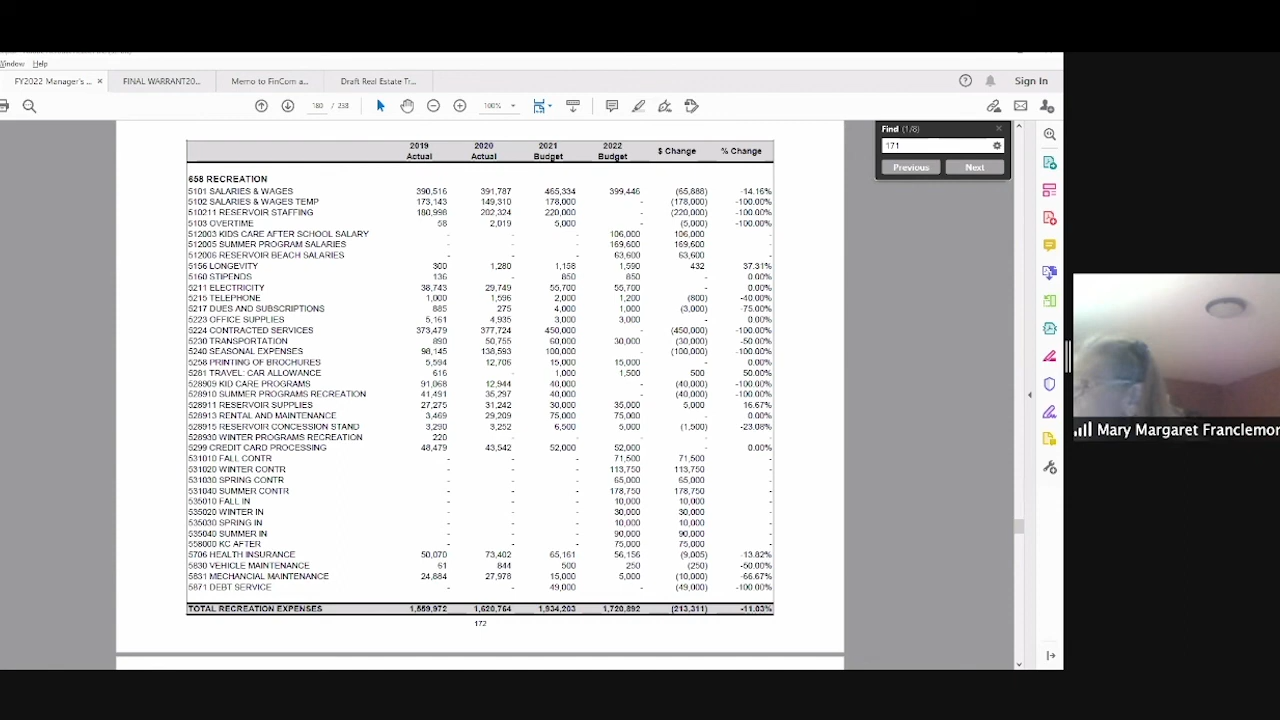 Window Help
FY2022 Manager's ... × FINAL WARRANT20... Memo to FinCom a... Draft Real Estate Tr... Sign In
180 / 238 100%
Find (1/8)
171
Previous Next
2019 Actual 2020 Actual 2021 Budget 2022 Budget $ Change % Change
658 RECREATION
5101 SALARIES & WAGES 390,516 391,787 465,334 399,446 (65,888) -14.16%
5102 SALARIES & WAGES TEMP 173,143 149,310 178,000 - (178,000) -100.00%
510211 RESERVOIR STAFFING 180,998 202,324 220,000 - (220,000) -100.00%
5103 OVERTIME 58 2,019 5,000 - (5,000) -100.00%
512003 KIDS CARE AFTER SCHOOL SALARY - - - 106,000 106,000 -
512005 SUMMER PROGRAM SALARIES - - - 169,600 169,600 -
512006 RESERVOIR BEACH SALARIES - - - 63,600 63,600 -
5156 LONGEVITY 300 1,280 1,158 1,590 432 37.31%
5160 STIPENDS 136 - 850 850 - 0.00%
5211 ELECTRICITY 38,743 29,749 55,700 55,700 - 0.00%
5215 TELEPHONE 1,000 1,596 2,000 1,200 (800) -40.00%
5217 DUES AND SUBSCRIPTIONS 885 275 4,000 1,000 (3,000) -75.00%
5223 OFFICE SUPPLIES 5,161 4,935 3,000 3,000 - 0.00%
5224 CONTRACTED SERVICES 373,479 377,724 450,000 - (450,000) -100.00%
5230 TRANSPORTATION 890 50,755 60,000 30,000 (30,000) -50.00%
5240 SEASONAL EXPENSES 98,145 138,593 100,000 - (100,000) -100.00%
5258 PRINTING OF BROCHURES 5,594 12,706 15,000 15,000 - 0.00%
5281 TRAVEL: CAR ALLOWANCE 616 - 1,000 1,500 500 50.00%
528909 KID CARE PROGRAMS 91,068 12,944 40,000 - (40,000) -100.00%
528910 SUMMER PROGRAMS RECREATION 41,491 35,297 40,000 - (40,000) -100.00%
528911 RESERVOIR SUPPLIES 27,275 31,242 30,000 35,000 5,000 16.67%
528913 RENTAL AND MAINTENANCE 3,469 29,209 75,000 75,000 - 0.00%
528915 RESERVOIR CONCESSION STAND 3,290 3,252 6,500 5,000 (1,500) -23.08%
528930 WINTER PROGRAMS RECREATION 220 - - - - -
5299 CREDIT CARD PROCESSING 48,479 43,542 52,000 52,000 - 0.00%
531010 FALL CONTR - - - 71,500 71,500 -
531020 WINTER CONTR - - - 113,750 113,750 -
531030 SPRING CONTR - - - 65,000 65,000 -
531040 SUMMER CONTR - - - 178,750 178,750 -
535010 FALL IN - - - 10,000 10,000 -
535020 WINTER IN - - - 30,000 30,000 -
535030 SPRING IN - - - 10,000 10,000 -
535040 SUMMER IN - - - 90,000 90,000 -
558000 KC AFTER - - - 75,000 75,000 -
5706 HEALTH INSURANCE 50,070 73,402 65,161 56,156 (9,005) -13.82%
5830 VEHICLE MAINTENANCE 61 844 500 250 (250) -50.00%
5831 MECHANCIAL MAINTENANCE 24,884 27,978 15,000 5,000 (10,000) -66.67%
5871 DEBT SERVICE - - 49,000 - (49,000) -100.00%
TOTAL RECREATION EXPENSES 1,559,972 1,620,764 1,934,203 1,720,892 (213,311) -11.03%
172
Mary Margaret Franclemon